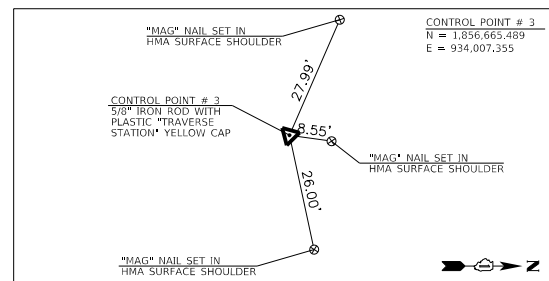 "MAG" NAIL SET IN
HMA SURFACE SHOULDER
CONTROL POINT # 3
N = 1,856,665.489
E = 934,007.355
27.99'
CONTROL POINT # 3
5/8" IRON ROD WITH
PLASTIC "TRAVERSE
STATION" YELLOW CAP
8.55'
"MAG" NAIL SET IN
HMA SURFACE SHOULDER
26.00'
"MAG" NAIL SET IN
HMA SURFACE SHOULDER
N